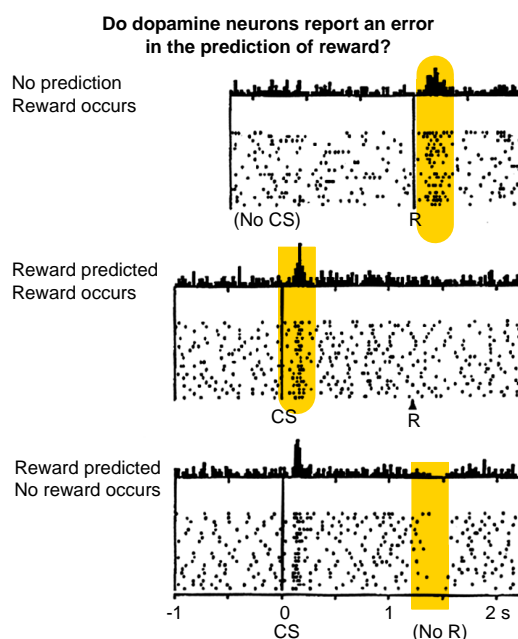 Do dopamine neurons report an error
in the prediction of reward?
No prediction
Reward occurs
(No CS) R
Reward predicted
Reward occurs
CS R
Reward predicted
No reward occurs
-1 0 1 2 s
CS (No R)